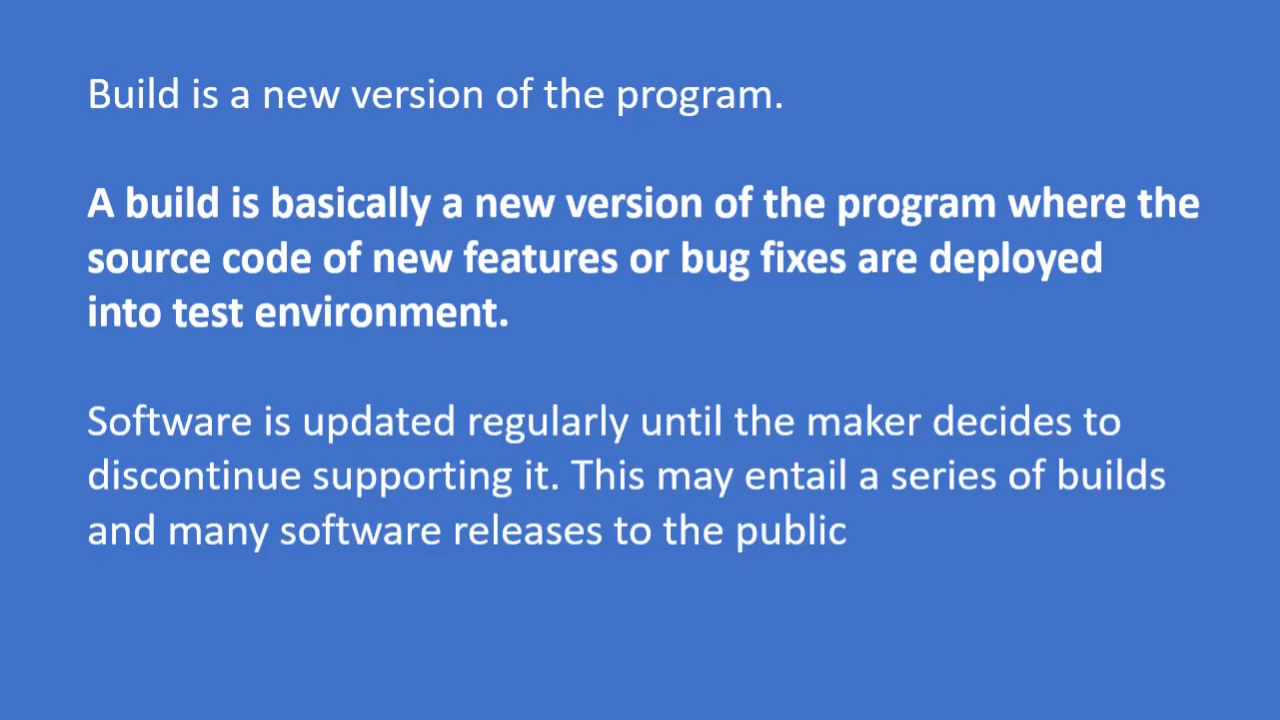 Build is a new version of the program.
A build is basically a new version of the program where the
source code of new features or bug fixes are deployed
into test environment.
Software is updated regularly until the maker decides to
discontinue supporting it. This may entail a series of builds
and many software releases to the public